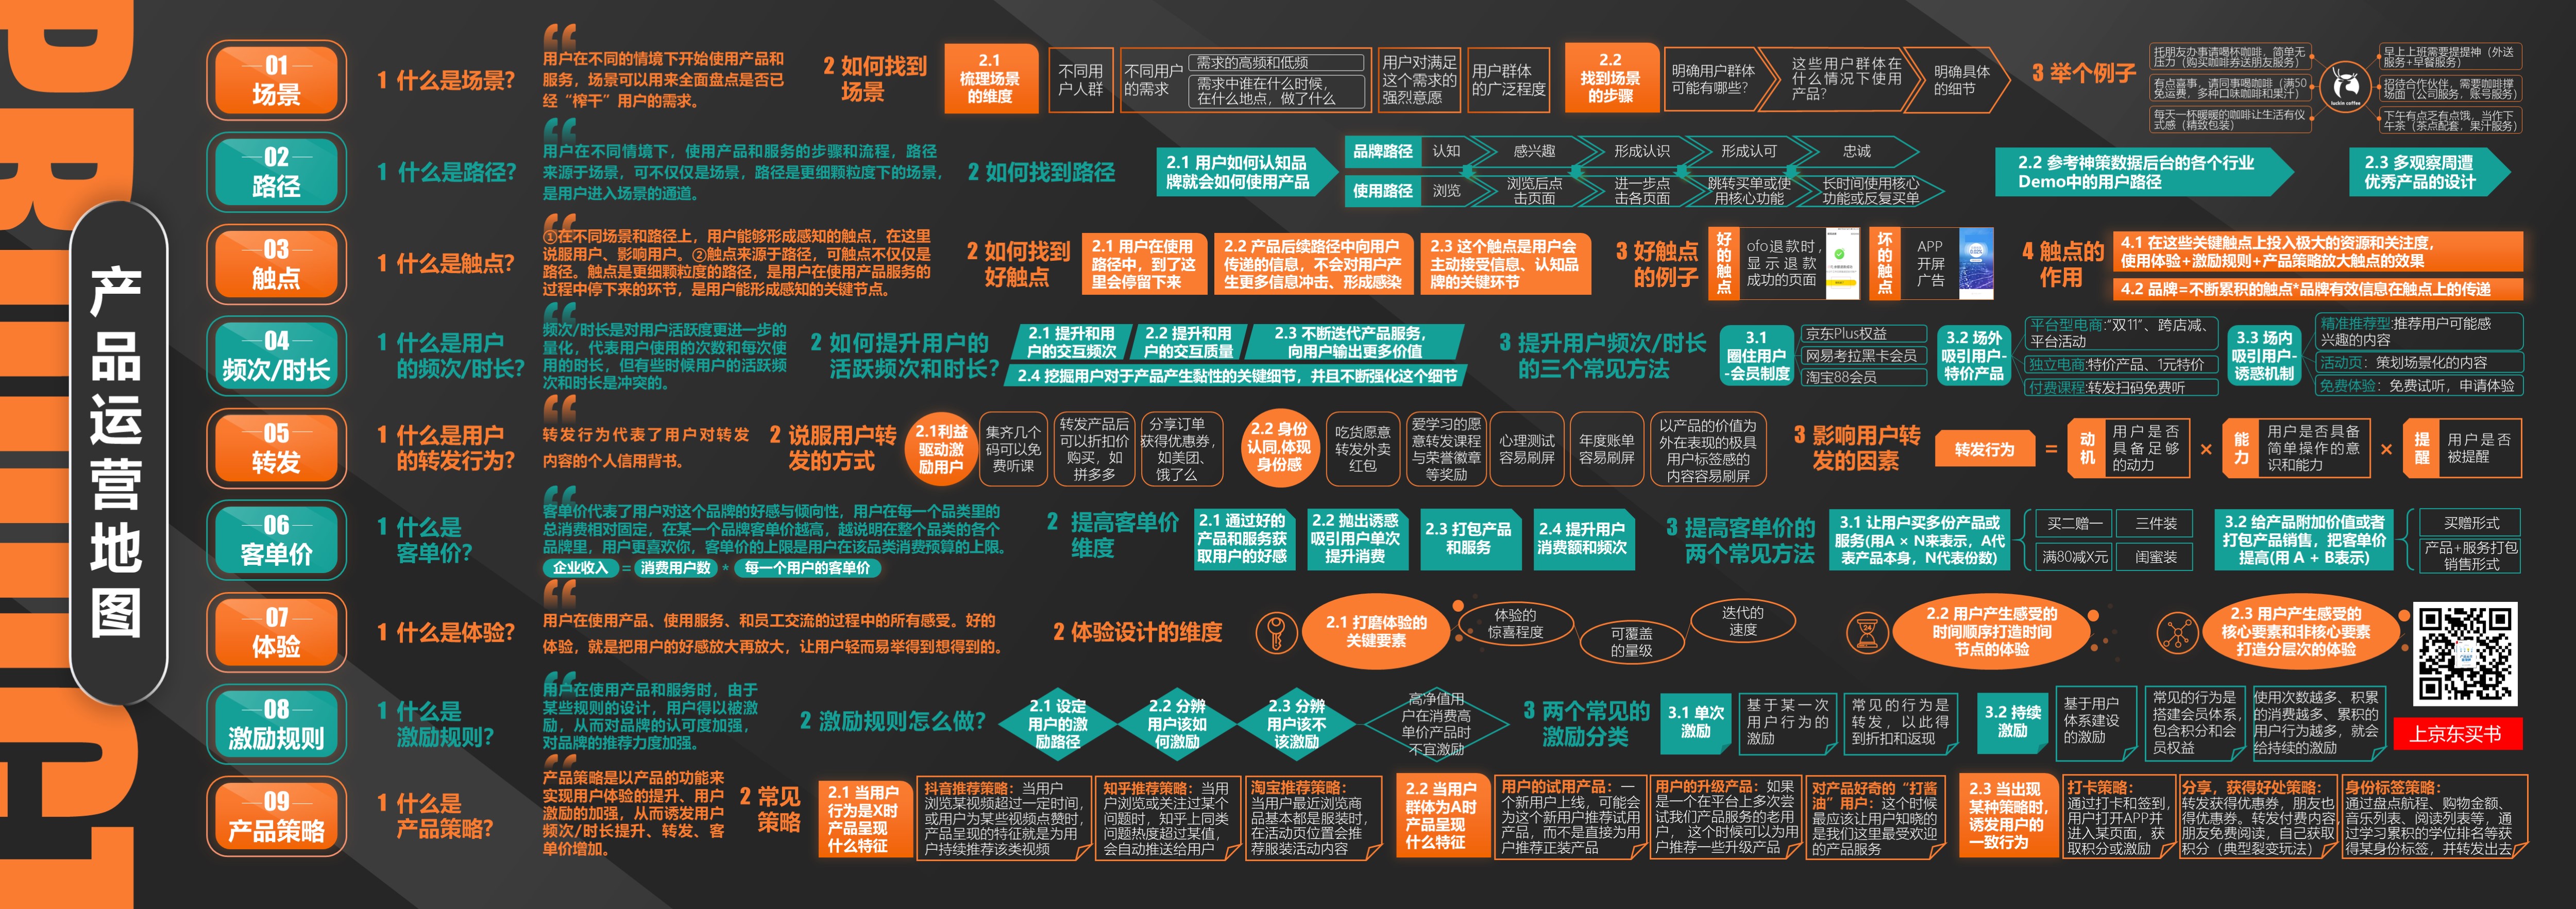 PRODUCT
产品运营地图
01
场景
1 什么是场景?
用户在不同的情境下开始使用产品和
服务，场景可以用来全面盘点是否已
经“榨干”用户的需求。
2 如何找到
场景
2.1
梳理场景
的维度
不同用
户人群
不同用户
的需求
需求的高频和低频
需求中谁在什么时候，
在什么地点，做了什么
用户对满足
这个需求的
强烈意愿
用户群体
的广泛程度
2.2
找到场景
的步骤
明确用户群体
可能有哪些?
这些用户群体在
什么情况下使用
产品?
明确具体
的细节
3 举个例子
托朋友办事请喝杯咖啡，简单无
压力（购买咖啡券送朋友服务）
有点喜事，请同事喝咖啡（满50
免运费，多种口味咖啡和果汁）
每天一杯暖暖的咖啡让生活有仪
式感（精致包装）
luckin coffee
早上上班需要提提神（外送
服务+早餐服务）
招待合作伙伴，需要咖啡撑
场面（公司服务，账号服务）
下午有点乏有点饿，当作下
午茶（茶点配套，果汁服务）
02
路径
1 什么是路径?
用户在不同情境下，使用产品和服务的步骤和流程，路径
来源于场景，可不仅仅是场景，路径是更细颗粒度下的场景，
是用户进入场景的通道。
2 如何找到路径
2.1 用户如何认知品
牌就会如何使用产品
品牌路径
认知
感兴趣
形成认识
形成认可
忠诚
使用路径
浏览
浏览后点
击页面
进一步点
击各页面
跳转买单或使
用核心功能
长时间使用核心
功能或反复买单
2.2 参考神策数据后台的各个行业
Demo中的用户路径
2.3 多观察周遭
优秀产品的设计
03
触点
1 什么是触点?
①在不同场景和路径上，用户能够形成感知的触点，在这里
说服用户、影响用户。②触点来源于路径，可触点不仅仅是
路径。触点是更细颗粒度的路径，是用户在使用产品服务的
过程中停下来的环节，是用户能形成感知的关键节点。
2 如何找到
好触点
2.1 用户在使用
路径中，到了这
里会停留下来
2.2 产品后续路径中向用户
传递的信息，不会对用户产
生更多信息冲击、形成感染
2.3 这个触点是用户会
主动接受信息、认知品
牌的关键环节
3 好触点
的例子
好的触点
ofo退款时，
显示退款
成功的页面
坏的触点
APP
开屏
广告
4 触点的
作用
4.1 在这些关键触点上投入极大的资源和关注度，
使用体验+激励规则+产品策略放大触点的效果
4.2 品牌=不断累积的触点*品牌有效信息在触点上的传递
04
频次/时长
1 什么是用户
的频次/时长?
频次/时长是对用户活跃度更进一步的
量化，代表用户使用的次数和每次使
用的时长，但有些时候用户的活跃频
次和时长是冲突的。
2 如何提升用户的
活跃频次和时长?
2.1 提升和用
户的交互频次
2.2 提升和用
户的交互质量
2.3 不断迭代产品服务，
向用户输出更多价值
2.4 挖掘用户对于产品产生黏性的关键细节，并且不断强化这个细节
3 提升用户频次/时长
的三个常见方法
3.1
圈住用户
-会员制度
京东Plus权益
网易考拉黑卡会员
淘宝88会员
3.2 场外
吸引用户-
特价产品
平台型电商:“双11”、跨店减、
平台活动
独立电商:特价产品、1元特价
付费课程:转发扫码免费听
3.3 场内
吸引用户-
诱惑机制
精准推荐型:推荐用户可能感
兴趣的内容
活动页：策划场景化的内容
免费体验：免费试听，申请体验
05
转发
1 什么是用户
的转发行为?
转发行为代表了用户对转发
内容的个人信用背书。
2 说服用户转
发的方式
2.1利益
驱动激
励用户
集齐几个
码可以免
费听课
转发产品后
可以折扣价
购买，如
拼多多
分享订单
获得优惠券，
如美团、
饿了么
2.2 身份
认同,体现
身份感
吃货愿意
转发外卖
红包
爱学习的愿
意转发课程
与荣誉徽章
等奖励
心理测试
容易刷屏
年度账单
容易刷屏
以产品的价值为
外在表现的极具
用户标签感的
内容容易刷屏
3 影响用户转
发的因素
转发行为
=
动机
用户是否
具备足够
的动力
×
能力
用户是否具备
简单操作的意
识和能力
×
提醒
用户是否
被提醒
06
客单价
1 什么是
客单价?
客单价代表了用户对这个品牌的好感与倾向性，用户在每一个品类里的
总消费相对固定，在某一个品牌客单价越高，越说明在整个品类的各个
品牌里，用户更喜欢你，客单价的上限是用户在该品类消费预算的上限。
企业收入 = 消费用户数 * 每一个用户的客单价
2 提高客单价
维度
2.1 通过好的
产品和服务获
取用户的好感
2.2 抛出诱惑
吸引用户单次
提升消费
2.3 打包产品
和服务
2.4 提升用户
消费额和频次
3 提高客单价的
两个常见方法
3.1 让用户买多份产品或
服务(用A × N来表示，A代
表产品本身，N代表份数)
买二赠一
三件装
满80减X元
闺蜜装
3.2 给产品附加价值或者
打包产品销售，把客单价
提高(用 A + B表示)
买赠形式
产品+服务打包
销售形式
07
体验
1 什么是体验?
用户在使用产品、使用服务、和员工交流的过程中的所有感受。好的
体验，就是把用户的好感放大再放大，让用户轻而易举得到想得到的。
2 体验设计的维度
2.1 打磨体验的
关键要素
体验的
惊喜程度
可覆盖
的量级
迭代的
速度
24
2.2 用户产生感受的
时间顺序打造时间
节点的体验
2.3 用户产生感受的
核心要素和非核心要素
打造分层次的体验
08
激励规则
1 什么是
激励规则?
用户在使用产品和服务时，由于
某些规则的设计，用户得以被激
励，从而对品牌的认可度加强，
对品牌的推荐力度加强。
2 激励规则怎么做?
2.1 设定
用户的激
励路径
2.2 分辨
用户该如
何激励
2.3 分辨
用户该不
该激励
高净值用
户在消费高
单价产品时
不宜激励
3 两个常见的
激励分类
3.1 单次
激励
基于某一次
用户行为的
激励
常见的行为是
转发，以此得
到折扣和返现
3.2 持续
激励
基于用户
体系建设
的激励
常见的行为是
搭建会员体系，
包含积分和会
员权益
使用次数越多、积累
的消费越多、累积的
用户行为越多，就会
给持续的激励
上京东买书
09
产品策略
1 什么是
产品策略?
产品策略是以产品的功能来
实现用户体验的提升、用户
激励的加强，从而诱发用户
频次/时长提升、转发、客
单价增加。
2 常见
策略
2.1 当用户
行为是X时
产品呈现
什么特征
抖音推荐策略：当用户
浏览某视频超过一定时间，
或用户为某些视频点赞时，
产品呈现的特征就是为用
户持续推荐该类视频
知乎推荐策略：当用
户浏览或关注过某个
问题时，知乎上同类
问题热度超过某值，
会自动推送给用户
淘宝推荐策略：
当用户最近浏览商
品基本都是服装时，
在活动页位置会推
荐服装活动内容
2.2 当用户
群体为A时
产品呈现
什么特征
用户的试用产品：一
个新用户上线，可能会
为这个新用户推荐试用
产品，而不是直接为用
户推荐正装产品
用户的升级产品：如果
是一个在平台上多次尝
试我们产品服务的老用
户， 这个时候可以为用
户推荐一些升级产品
对产品好奇的“打酱
油”用户：这个时候
最应该让用户知晓的
是我们这里最受欢迎
的产品服务
2.3 当出现
某种策略时，
诱发用户的
一致行为
打卡策略：
通过打卡和签到，
用户打开APP并
进入某页面，获
取积分或激励
分享，获得好处策略：
转发获得优惠券，朋友也
得优惠券。转发付费内容，
朋友免费阅读，自己获取
积分（典型裂变玩法）
身份标签策略：
通过盘点航程、购物金额、
音乐列表、阅读列表等，通
过学习累积的学位排名等获
得某身份标签，并转发出去